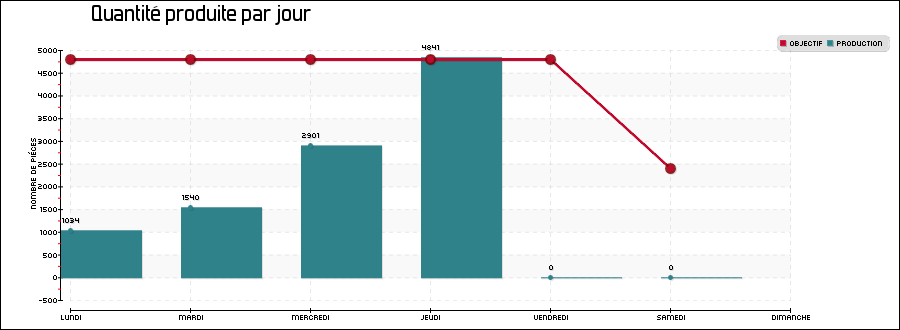 Quantité produite par jour
OBJECTIF
PRODUCTION
NOMBRE DE PIÈCES
5000
4500
4000
3500
3000
2500
2000
1500
1000
500
0
-500
1034
1540
2901
4841
0
0
LUNDI
MARDI
MERCREDI
JEUDI
VENDREDI
SAMEDI
DIMANCHE